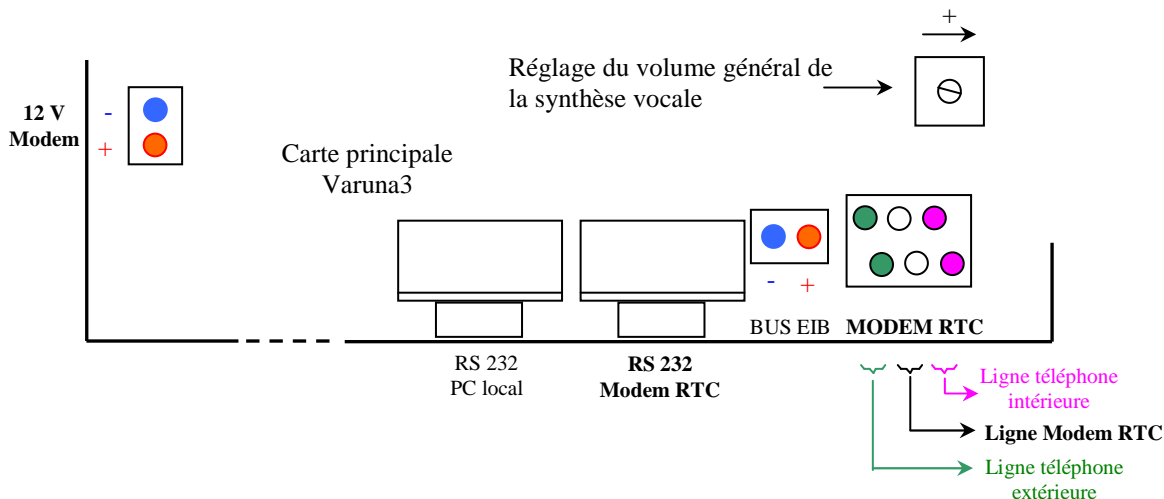 +
Réglage du volume général de
la synthèse vocale
12 V
Modem
-
+
Carte principale
Varuna3
- +
BUS EIB MODEM RTC
RS 232
PC local
RS 232
Modem RTC
Ligne téléphone
intérieure
Ligne Modem RTC
Ligne téléphone
extérieure